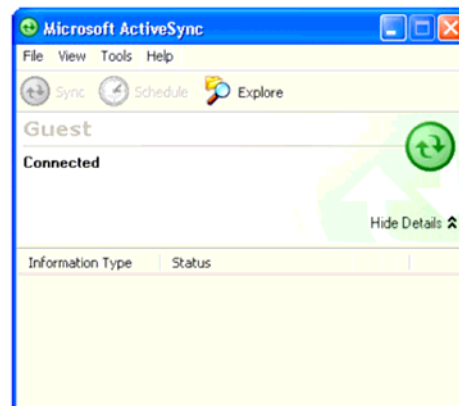 Microsoft ActiveSync
File View Tools Help
Sync Schedule Explore
Guest
Connected
Hide Details
Information Type Status